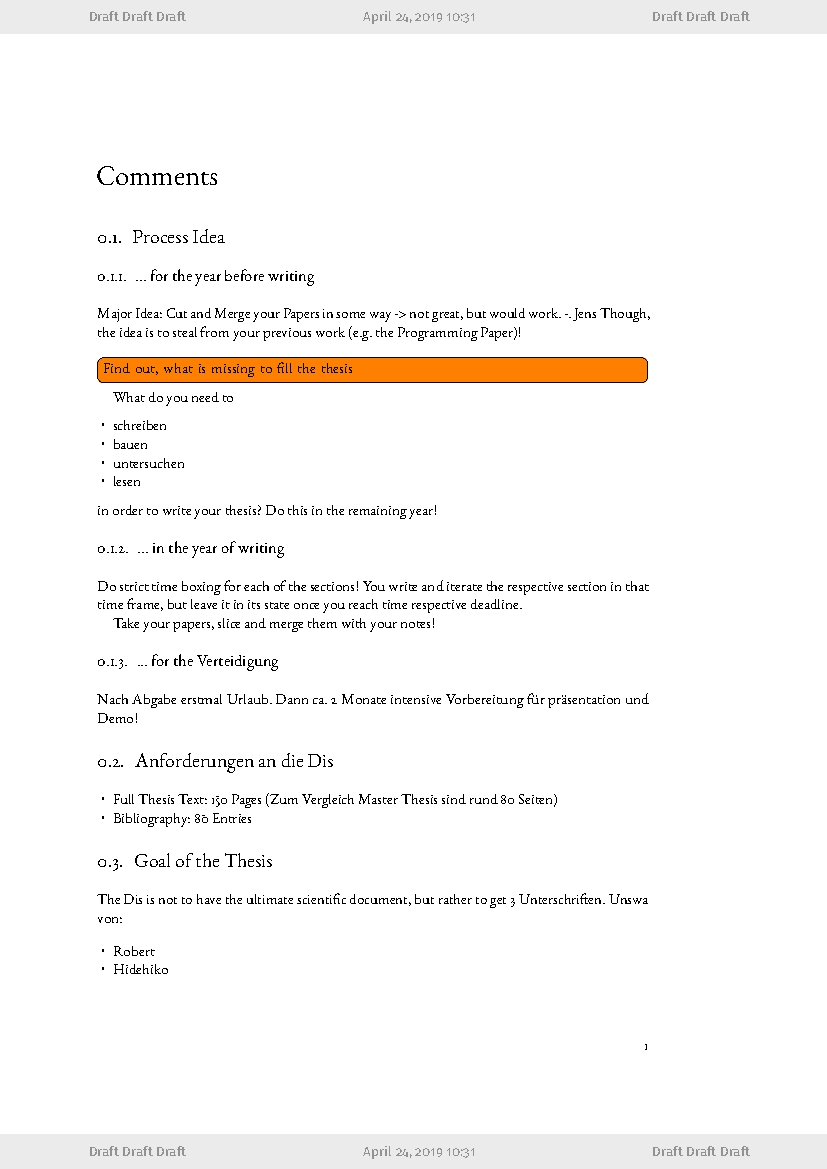 Draft Draft Draft April 24, 2019 10:31 Draft Draft Draft
Comments
0.1. Process Idea
0.1.1. ... for the year before writing
Major Idea: Cut and Merge your Papers in some way -> not great, but would work. -. Jens Though,
the idea is to steal from your previous work (e.g. the Programming Paper)!
Find out, what is missing to fill the thesis
What do you need to
• schreiben
• bauen
• untersuchen
• lesen
in order to write your thesis? Do this in the remaining year!
0.1.2. ... in the year of writing
Do strict time boxing for each of the sections! You write and iterate the respective section in that
time frame, but leave it in its state once you reach time respective deadline.
Take your papers, slice and merge them with your notes!
0.1.3. ... for the Verteidigung
Nach Abgabe erstmal Urlaub. Dann ca. 2 Monate intensive Vorbereitung für präsentation und
Demo!
0.2. Anforderungen an die Dis
• Full Thesis Text: 150 Pages (Zum Vergleich Master Thesis sind rund 80 Seiten)
• Bibliography: 80 Entries
0.3. Goal of the Thesis
The Dis is not to have the ultimate scientific document, but rather to get 3 Unterschriften. Unswa
von:
• Robert
• Hidehiko
1
Draft Draft Draft April 24, 2019 10:31 Draft Draft Draft